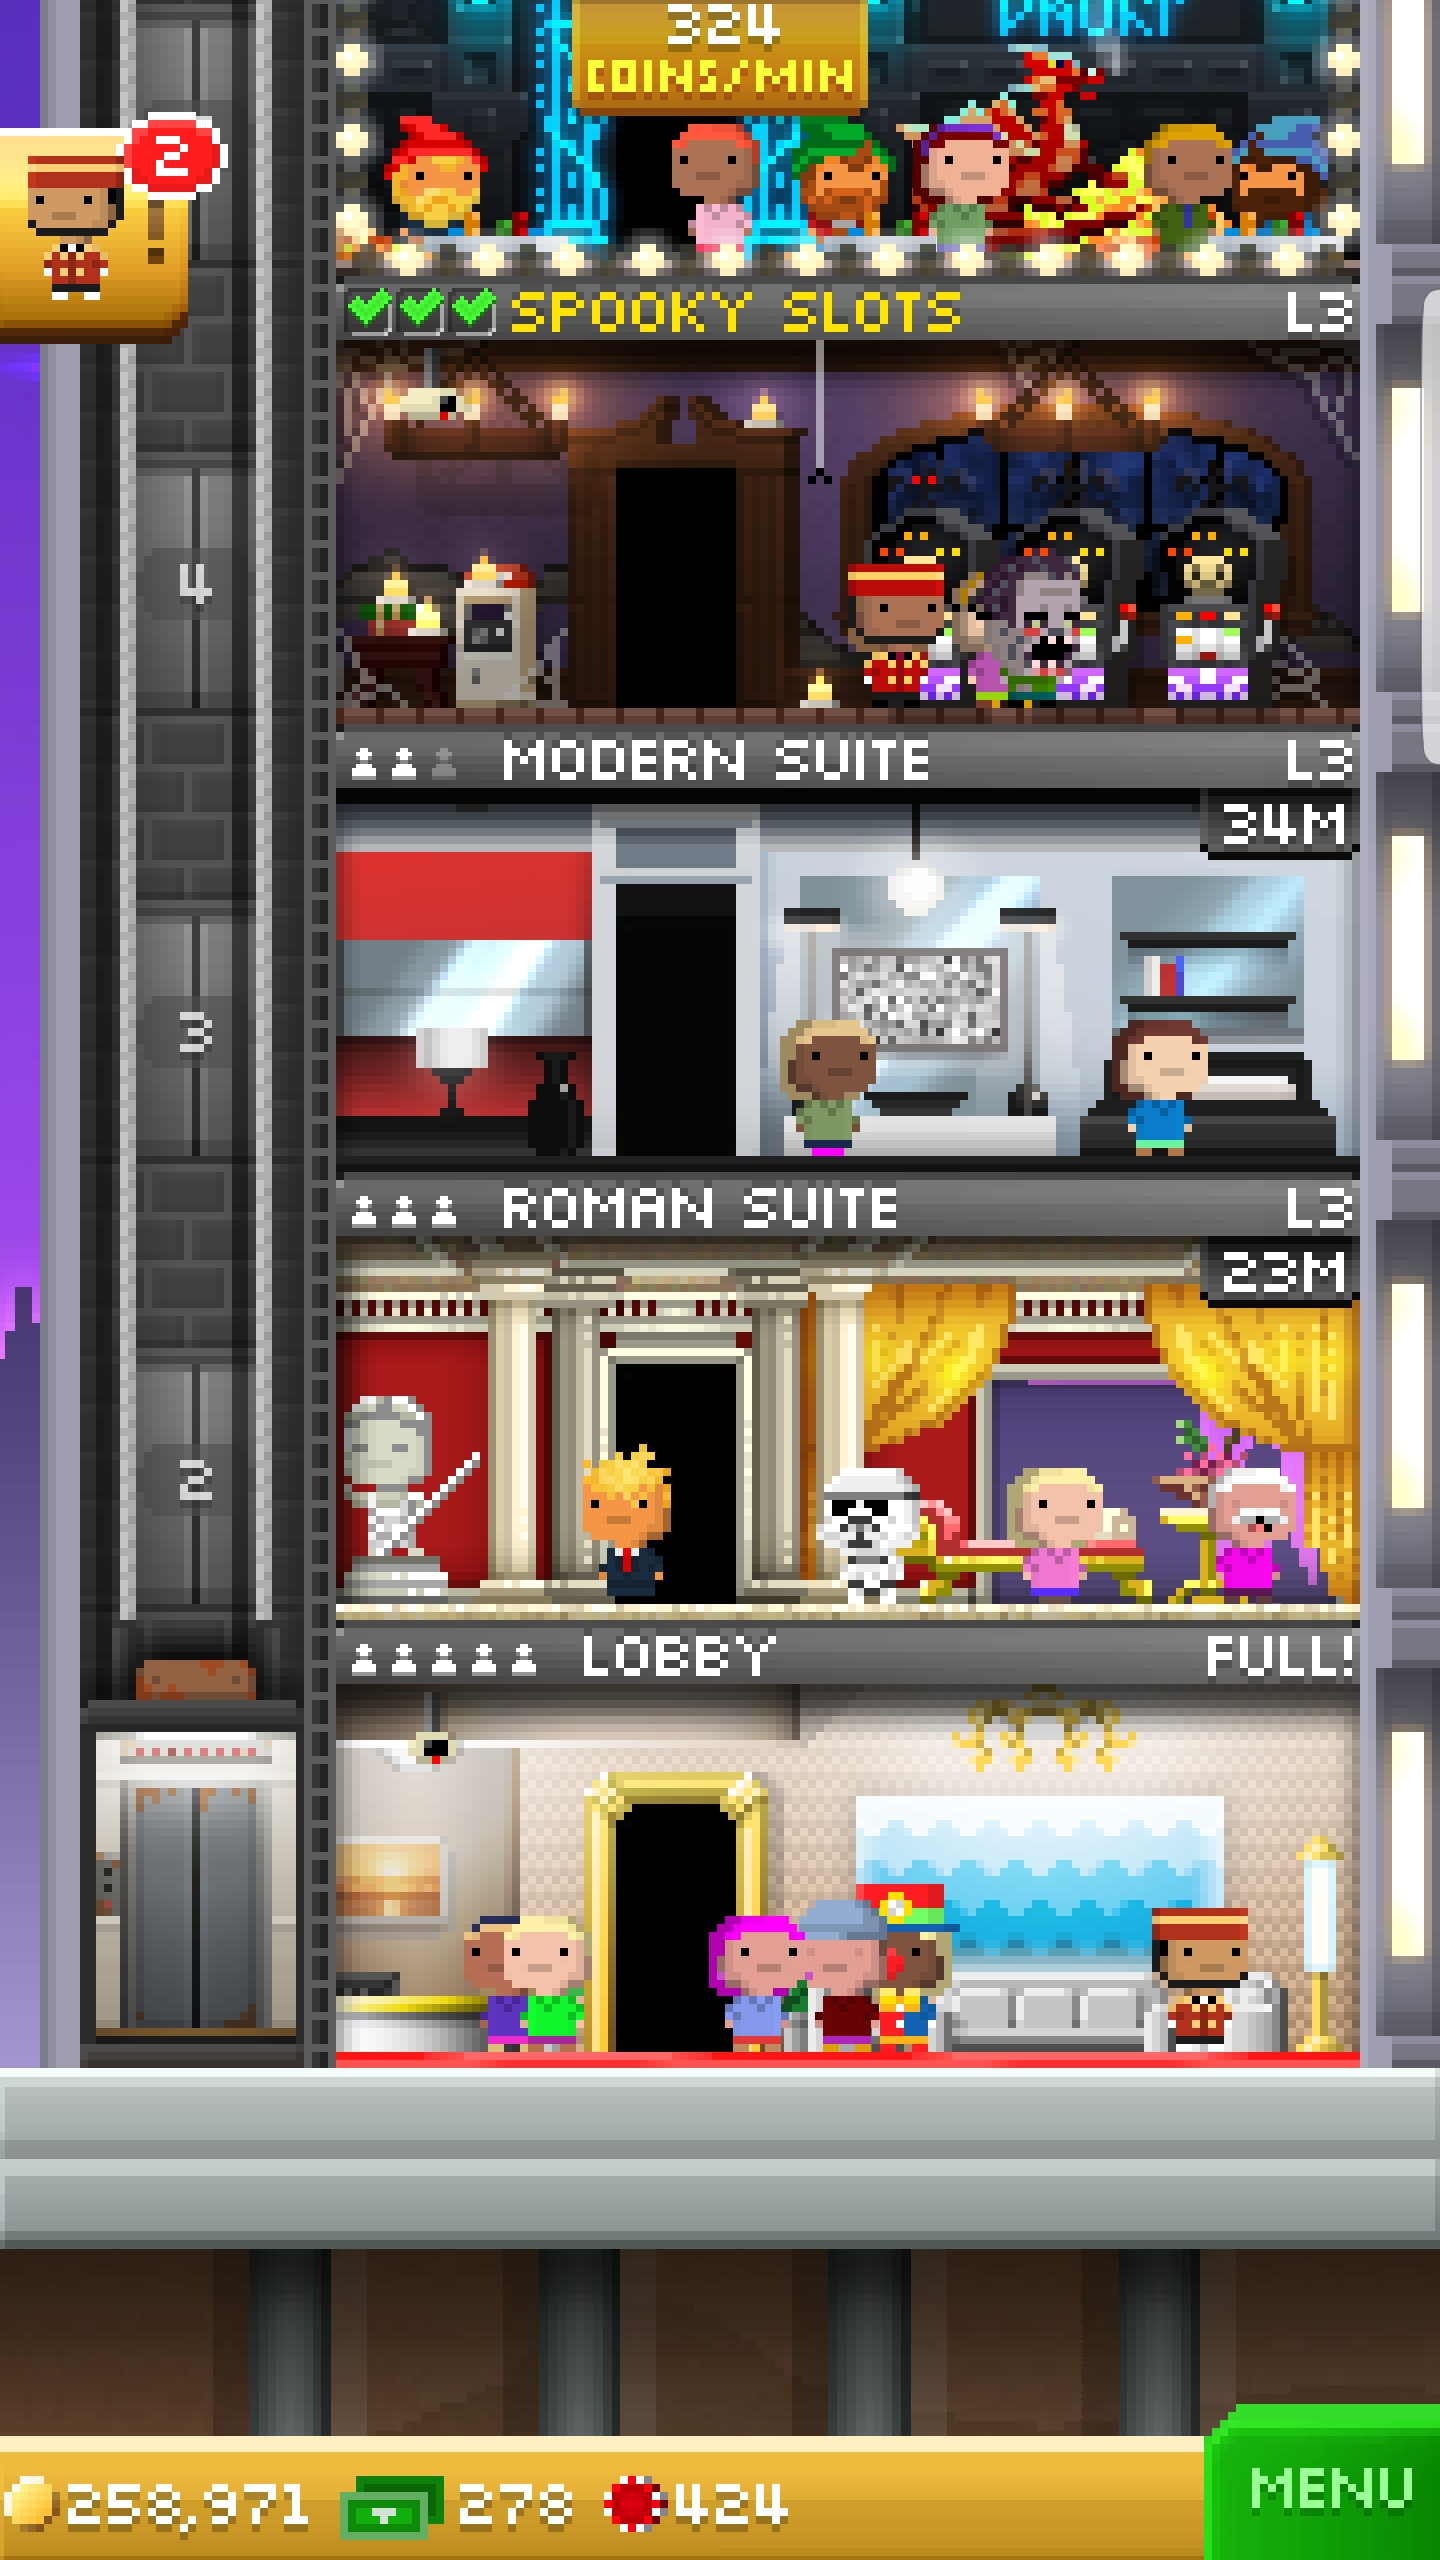 324
COINS/MIN
2
SPOOKY SLOTS L3
4
MODERN SUITE L3
34M
3
ROMAN SUITE L3
23M
2
LOBBY FULL!
258,971 278 424
MENU